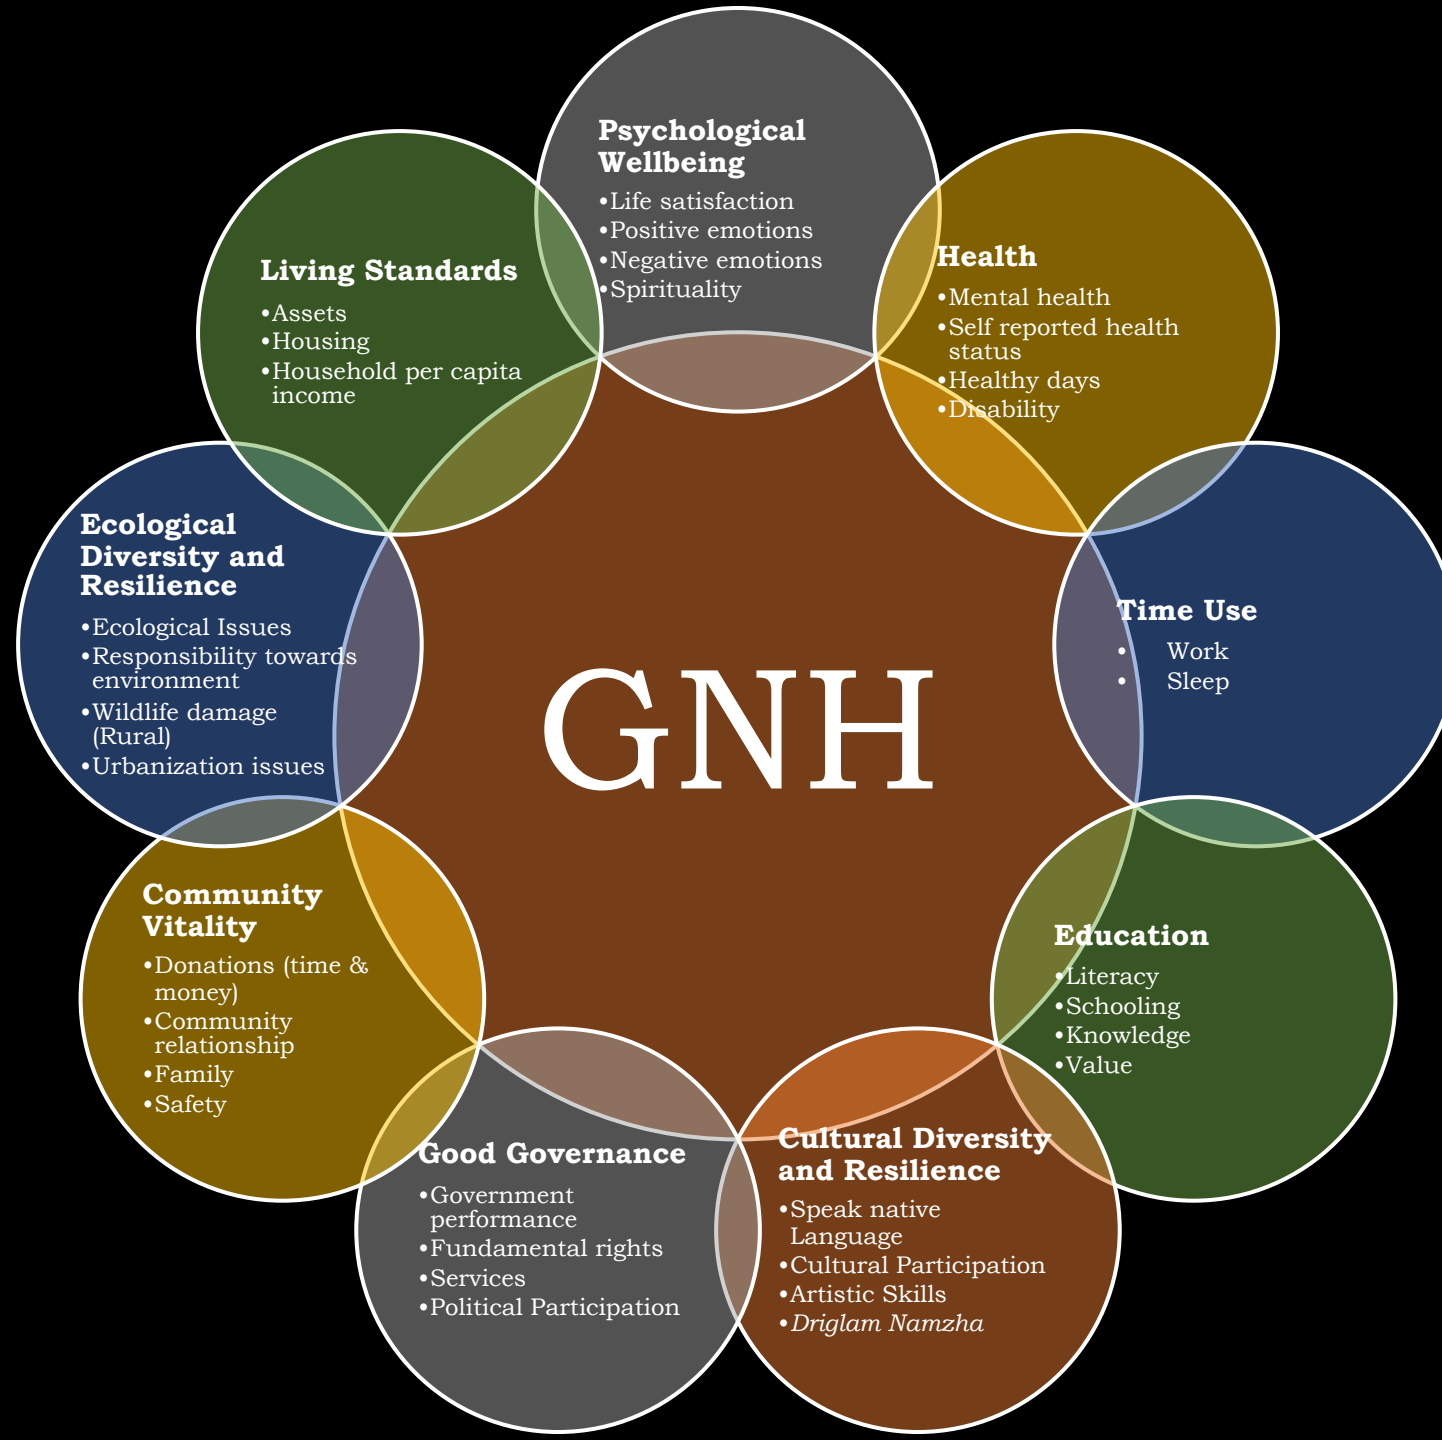 Psychological
Wellbeing
•Life satisfaction
•Positive emotions
•Negative emotions
•Spirituality
Health
•Mental health
•Self reported health
status
•Healthy days
•Disability
Time Use
• Work
• Sleep
Education
•Literacy
•Schooling
•Knowledge
•Value
Cultural Diversity
and Resilience
•Speak native
Language
•Cultural Participation
•Artistic Skills
•Driglam Namzha
Good Governance
•Government
performance
•Fundamental rights
•Services
•Political Participation
Community
Vitality
•Donations (time &
money)
•Community
relationship
•Family
•Safety
Ecological
Diversity and
Resilience
•Ecological Issues
•Responsibility towards
environment
•Wildlife damage
(Rural)
•Urbanization issues
Living Standards
•Assets
•Housing
•Household per capita
income
GNH